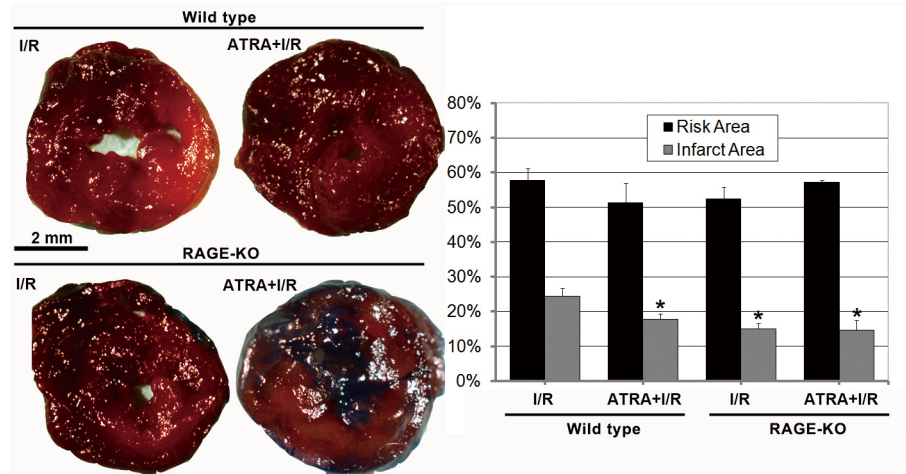 Wild type
I/R
ATRA+I/R
2 mm
RAGE-KO
I/R
ATRA+I/R
80%
70%
60%
50%
40%
30%
20%
10%
0%
Risk Area
Infarct Area
*
*
*
I/R
ATRA+I/R
I/R
ATRA+I/R
Wild type
RAGE-KO